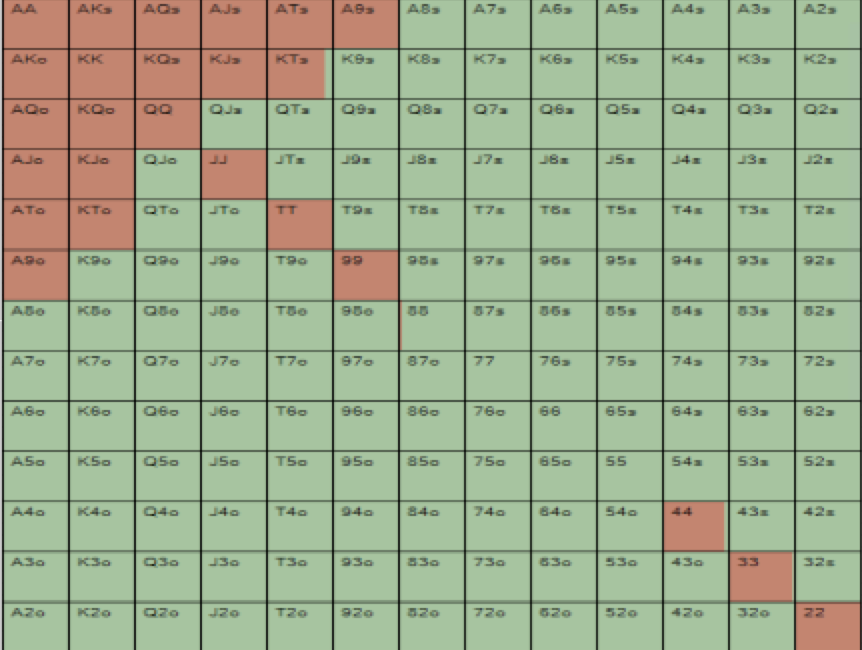 AA AKs AQs AJs ATs A9s A8s A7s A6s A5s A4s A3s A2s
AKo KK KQs KJs KTs K9s K8s K7s K6s K5s K4s K3s K2s
AQo KQo QQ QJs QTs Q9s Q8s Q7s Q6s Q5s Q4s Q3s Q2s
AJo KJo QJo JJ JTs J9s J8s J7s J6s J5s J4s J3s J2s
ATo KTo QTo JTo TT T9s T8s T7s T6s T5s T4s T3s T2s
A9o K9o Q9o J9o T9o 99 98s 97s 96s 95s 94s 93s 92s
A8o K8o Q8o J8o T8o 98o 88 87s 86s 85s 84s 83s 82s
A7o K7o Q7o J7o T7o 97o 87o 77 76s 75s 74s 73s 72s
A6o K6o Q6o J6o T6o 96o 86o 76o 66 65s 64s 63s 62s
A5o K5o Q5o J5o T5o 95o 85o 75o 65o 55 54s 53s 52s
A4o K4o Q4o J4o T4o 94o 84o 74o 64o 54o 44 43s 42s
A3o K3o Q3o J3o T3o 93o 83o 73o 63o 53o 43o 33 32s
A2o K2o Q2o J2o T2o 92o 82o 72o 62o 52o 42o 32o 22